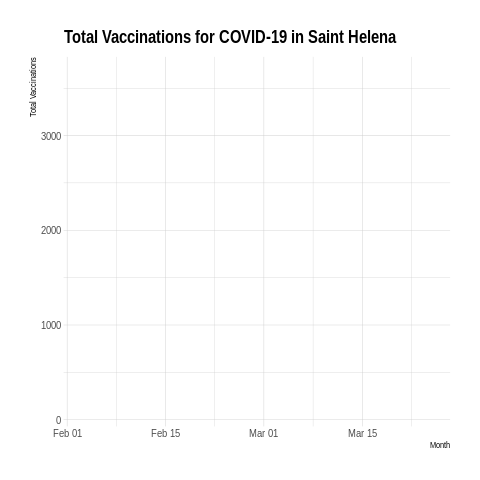 Total Vaccinations for COVID-19 in Saint Helena
Total Vaccinations
3000
2000
1000
0
Feb 01
Feb 15
Mar 01
Mar 15
Month